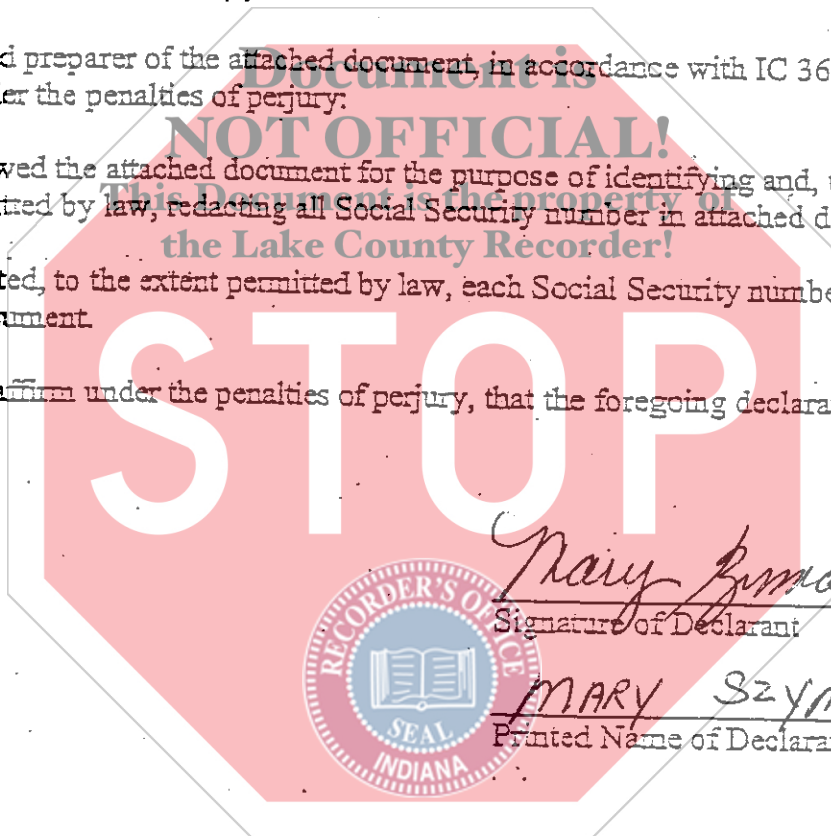 d preparer of the attached document, in accordance with IC 36
er the penalties of perjury:
Document is
NOT OFFICIAL!
This Document is the property of
the Lake County Recorder!
wed the attached document for the purpose of identifying and,
tted by law, redacting all Social Security number in attached d
ted, to the extent permitted by law, each Social Security numbe
ument.
affirm under the penalties of perjury, that the foregoing declara
STOP
Mary
Signature of Declarant
MARY SZYM
Printed Name of Declara
RECORDER'S OFFICE
SEAL
INDIANA